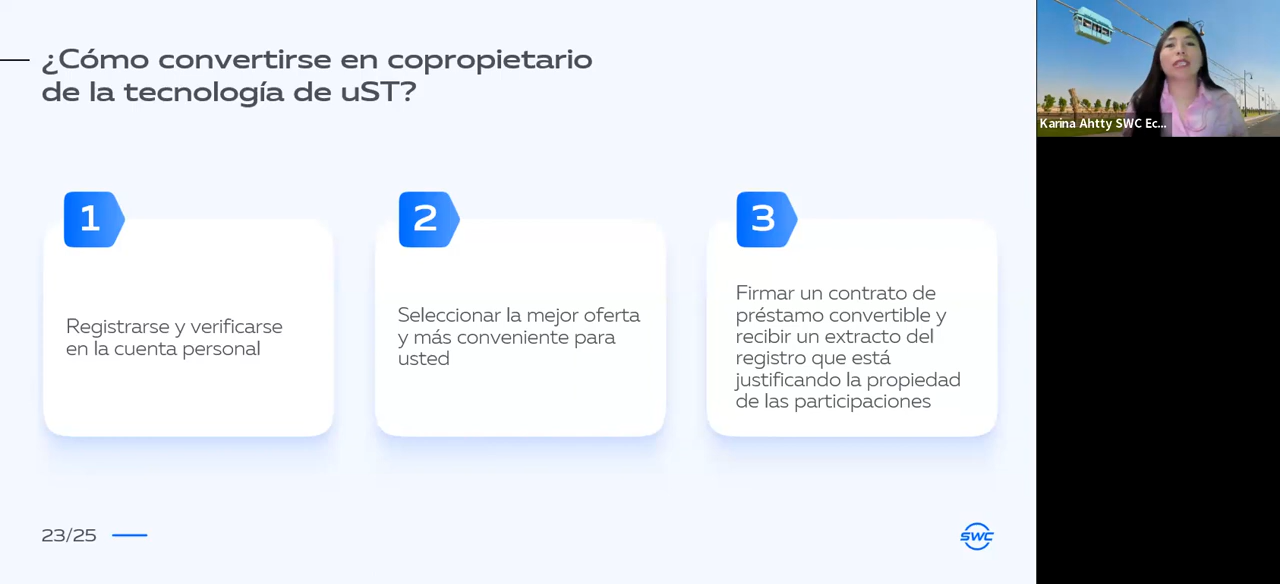 ¿Cómo convertirse en copropietario
de la tecnología de uST?
1
Registrarse y verificarse
en la cuenta personal
2
Seleccionar la mejor oferta
y más conveniente para
usted
3
Firmar un contrato de
préstamo convertible y
recibir un extracto del
registro que está
justificando la propiedad
de las participaciones
23/25
SWC
Karina Ahtty SWC Ec...